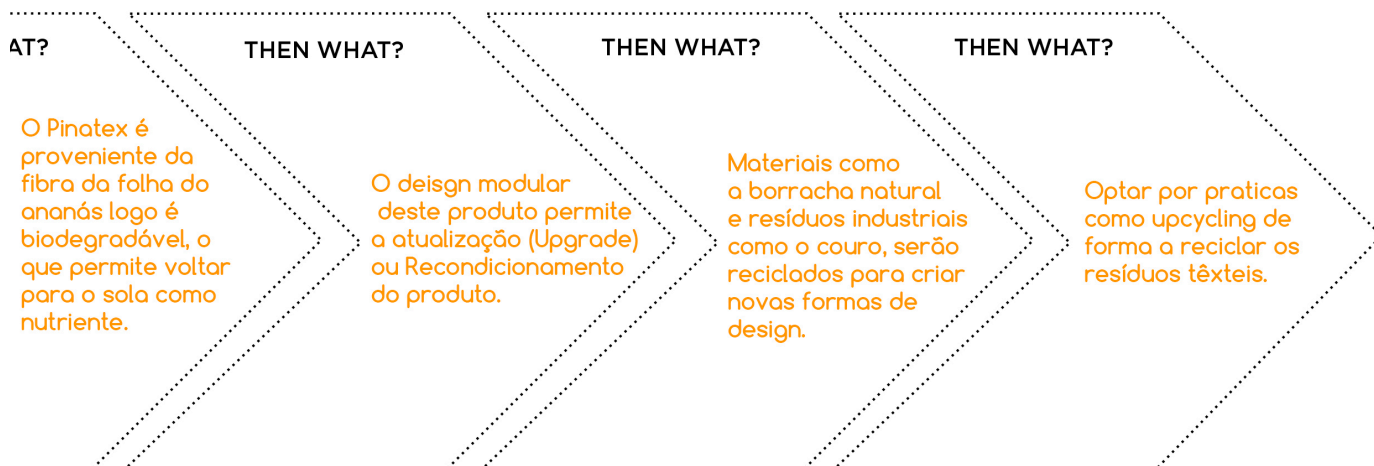 AT?
O Pinatex é
proveniente da
fibra da folha do
ananás logo é
biodegradável, o
que permite voltar
para o sola como
nutriente.
THEN WHAT?
O deisgn modular
deste produto permite
a atualização (Upgrade)
ou Recondicionamento
do produto.
THEN WHAT?
Materiais como
a borracha natural
e resíduos industriais
como o couro, serão
reciclados para criar
novas formas de
design.
THEN WHAT?
Optar por praticas
como upcycling de
forma a reciclar os
resíduos têxteis.